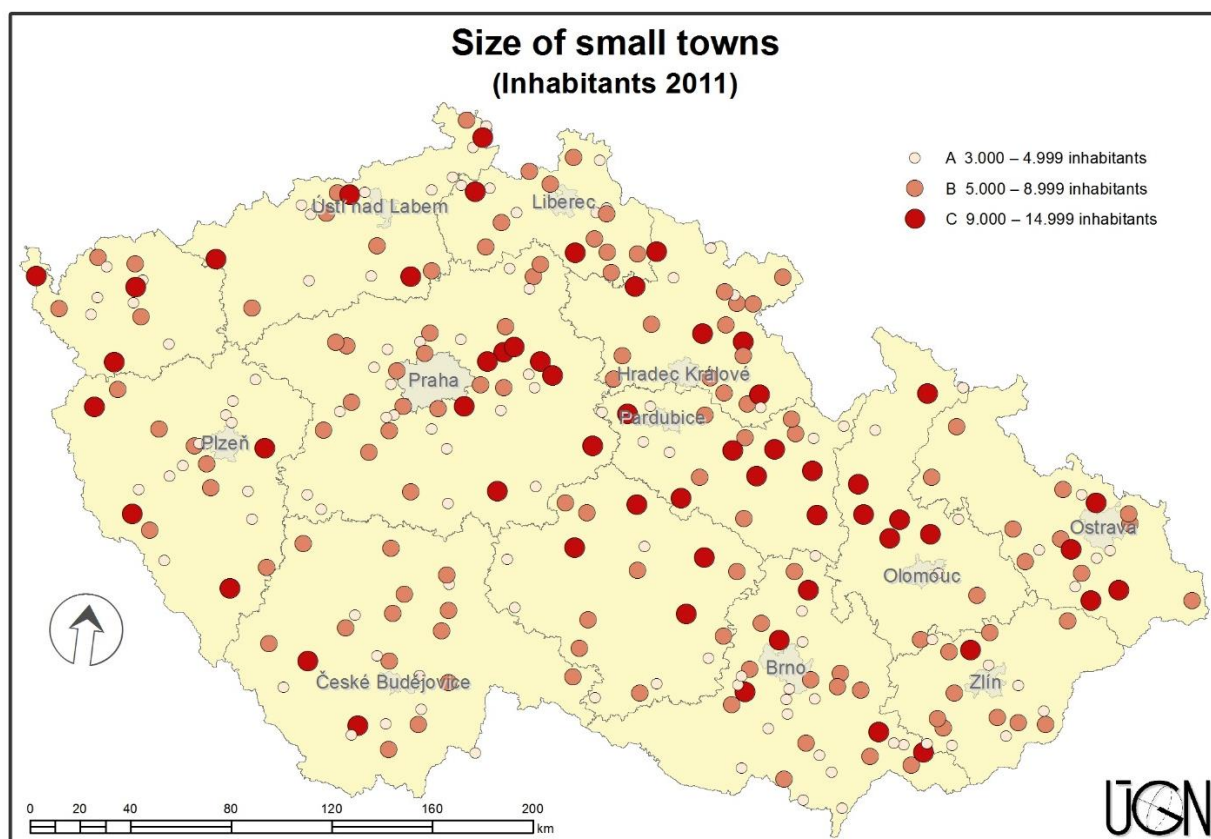 Size of small towns
(Inhabitants 2011)
A 3.000 – 4.999 inhabitants
B 5.000 – 8.999 inhabitants
C 9.000 – 14.999 inhabitants
Ústí nad Labem
Liberec
Praha
Hradec Králové
Pardubice
Plzeň
Ostrava
Olomouc
České Budějovice
Brno
Zlín
0 20 40 80 120 160 200
km
ÚGN